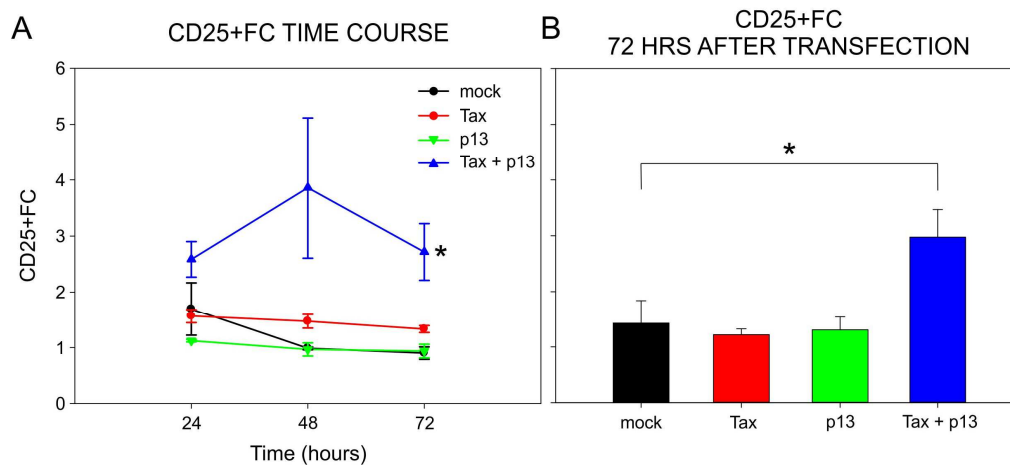 A
CD25+FC TIME COURSE
6
5
4
3
2
1
0
CD25+FC
mock
Tax
p13
Tax + p13
*
24
48
72
Time (hours)
B
CD25+FC
72 HRS AFTER TRANSFECTION
*
mock
Tax
p13
Tax + p13